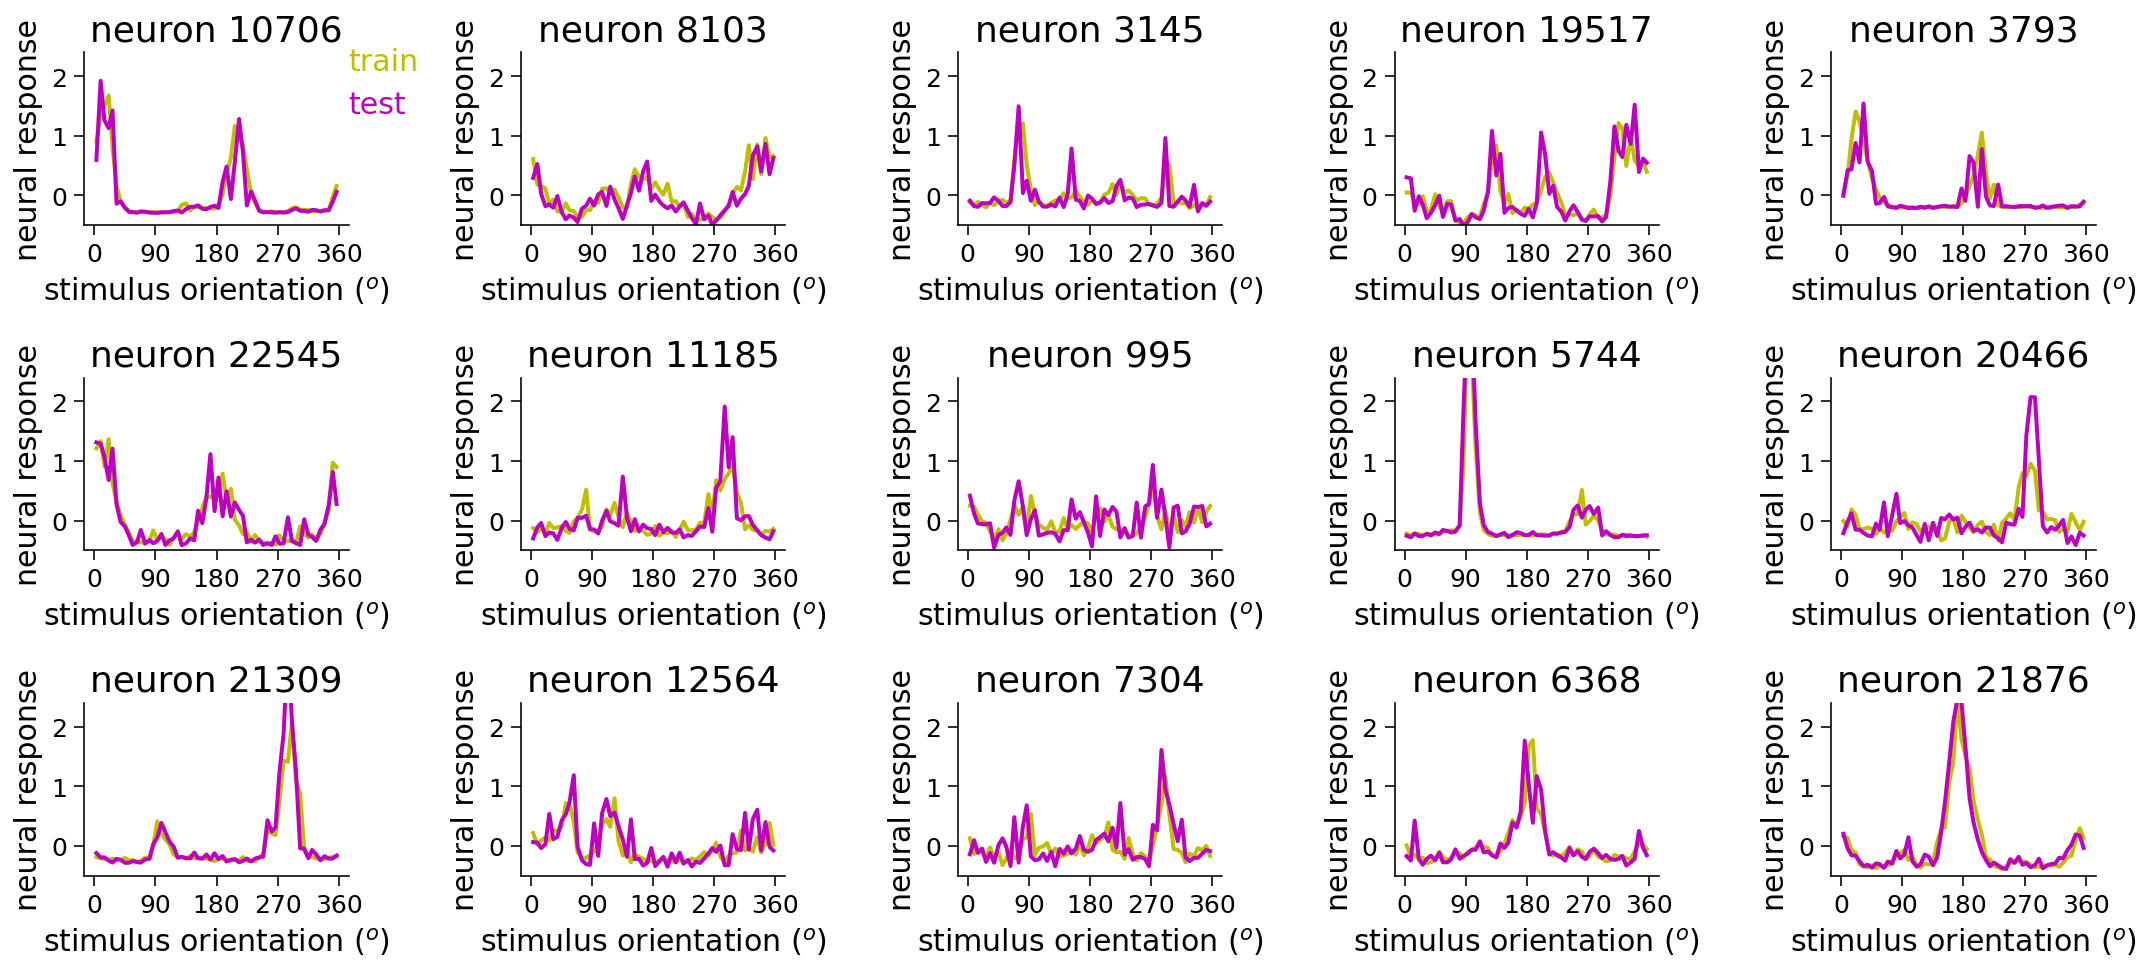 neuron 10706
neuron 8103
neuron 3145
neuron 19517
neuron 3793
train
test
neural response
2
1
0
0 90 180 270 360
stimulus orientation (o)
neural response
2
1
0
0 90 180 270 360
stimulus orientation (o)
neural response
2
1
0
0 90 180 270 360
stimulus orientation (o)
neural response
2
1
0
0 90 180 270 360
stimulus orientation (o)
neural response
2
1
0
0 90 180 270 360
stimulus orientation (o)
neuron 22545
neuron 11185
neuron 995
neuron 5744
neuron 20466
neural response
2
1
0
0 90 180 270 360
stimulus orientation (o)
neural response
2
1
0
0 90 180 270 360
stimulus orientation (o)
neural response
2
1
0
0 90 180 270 360
stimulus orientation (o)
neural response
2
1
0
0 90 180 270 360
stimulus orientation (o)
neural response
2
1
0
0 90 180 270 360
stimulus orientation (o)
neuron 21309
neuron 12564
neuron 7304
neuron 6368
neuron 21876
neural response
2
1
0
0 90 180 270 360
stimulus orientation (o)
neural response
2
1
0
0 90 180 270 360
stimulus orientation (o)
neural response
2
1
0
0 90 180 270 360
stimulus orientation (o)
neural response
2
1
0
0 90 180 270 360
stimulus orientation (o)
neural response
2
1
0
0 90 180 270 360
stimulus orientation (o)